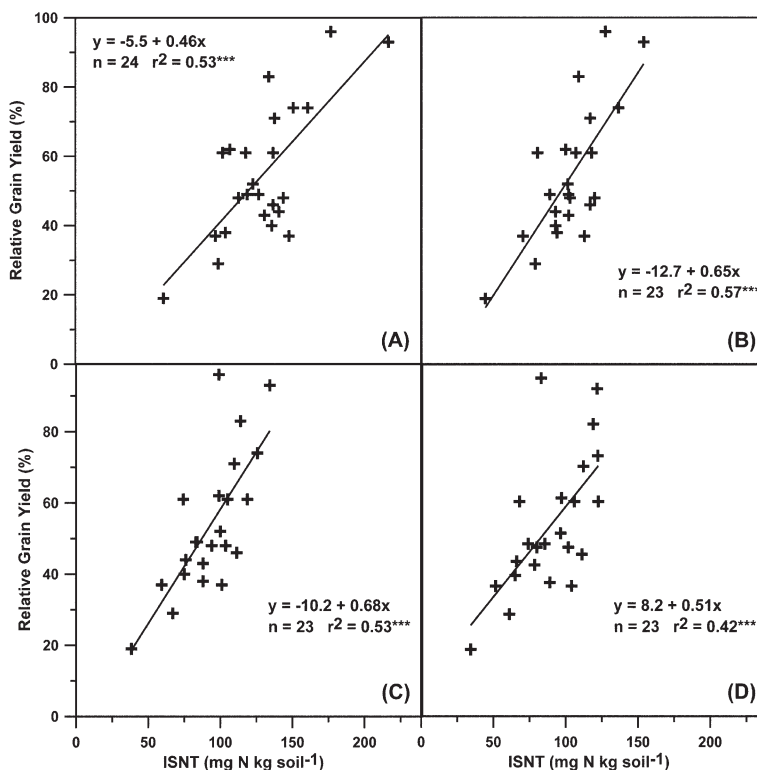 100
80
60
40
20
0
Relative Grain Yield (%)
y = -5.5 + 0.46x
n = 24 r2 = 0.53***
(A)
y = -12.7 + 0.65x
n = 23 r2 = 0.57***
(B)
80
60
40
20
0
Relative Grain Yield (%)
y = -10.2 + 0.68x
n = 23 r2 = 0.53***
(C)
y = 8.2 + 0.51x
n = 23 r2 = 0.42***
(D)
0 50 100 150 200
50 100 150 200
ISNT (mg N kg soil-1)
ISNT (mg N kg soil-1)